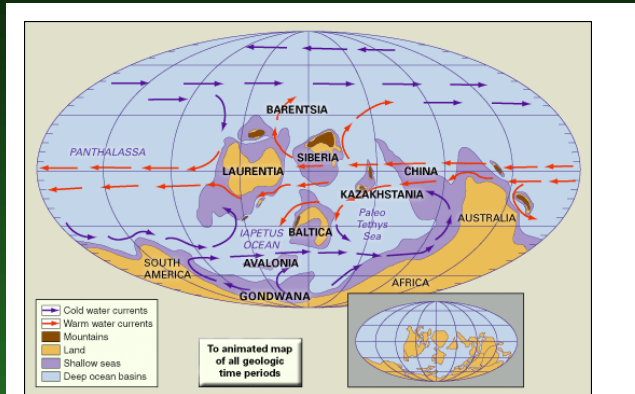 BARENTSIA
PANTHALASSA
SIBERIA
LAURENTIA
CHINA
KAZAKHSTANIA
Paleo
Tethys
Sea
AUSTRALIA
IAPETUS
OCEAN
BALTICA
SOUTH
AMERICA
AVALONIA
AFRICA
GONDWANA
Cold water currents
Warm water currents
Mountains
Land
Shallow seas
Deep ocean basins
To animated map
of all geologic
time periods